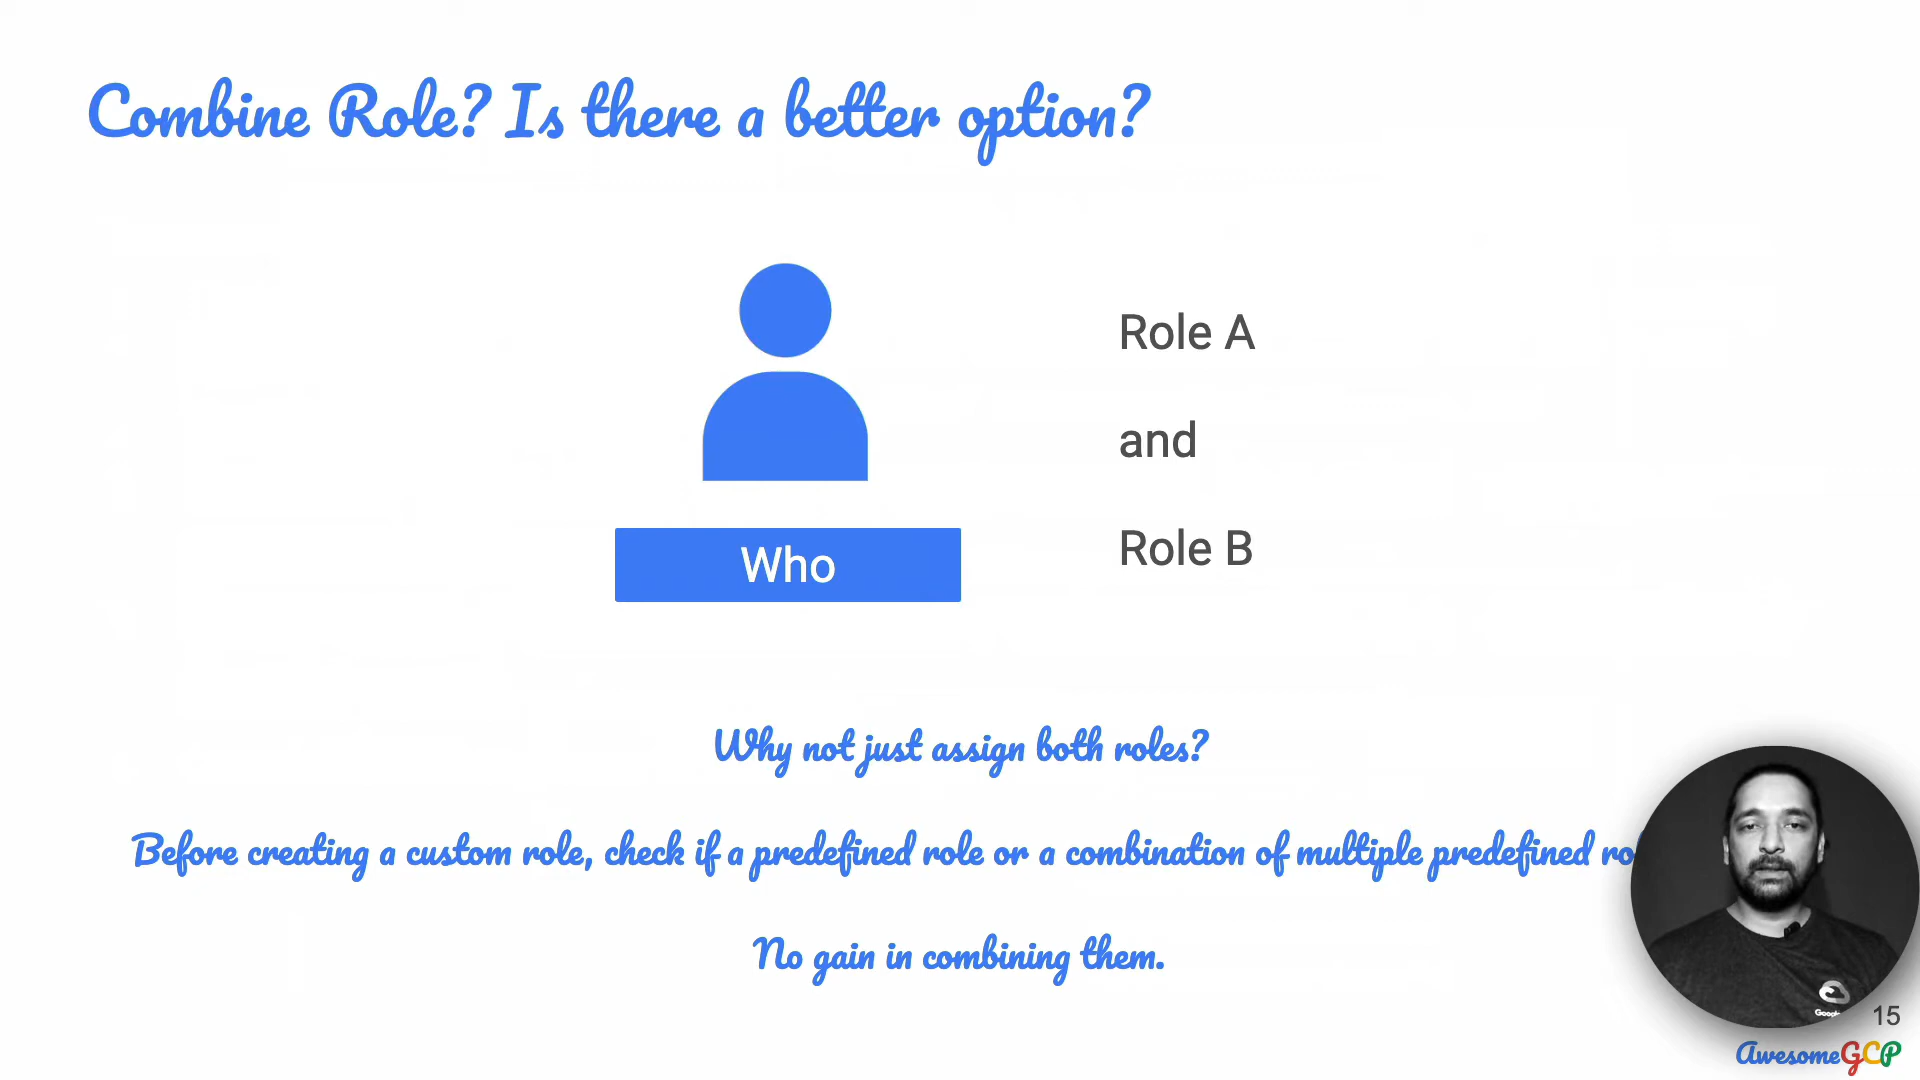 Combine Role? Is there a better option?
Role A
and
Role B
Who
Why not just assign both roles?
Before creating a custom role, check if a predefined role or a combination of multiple predefined
No gain in combining them.
15
AwesomeGCP